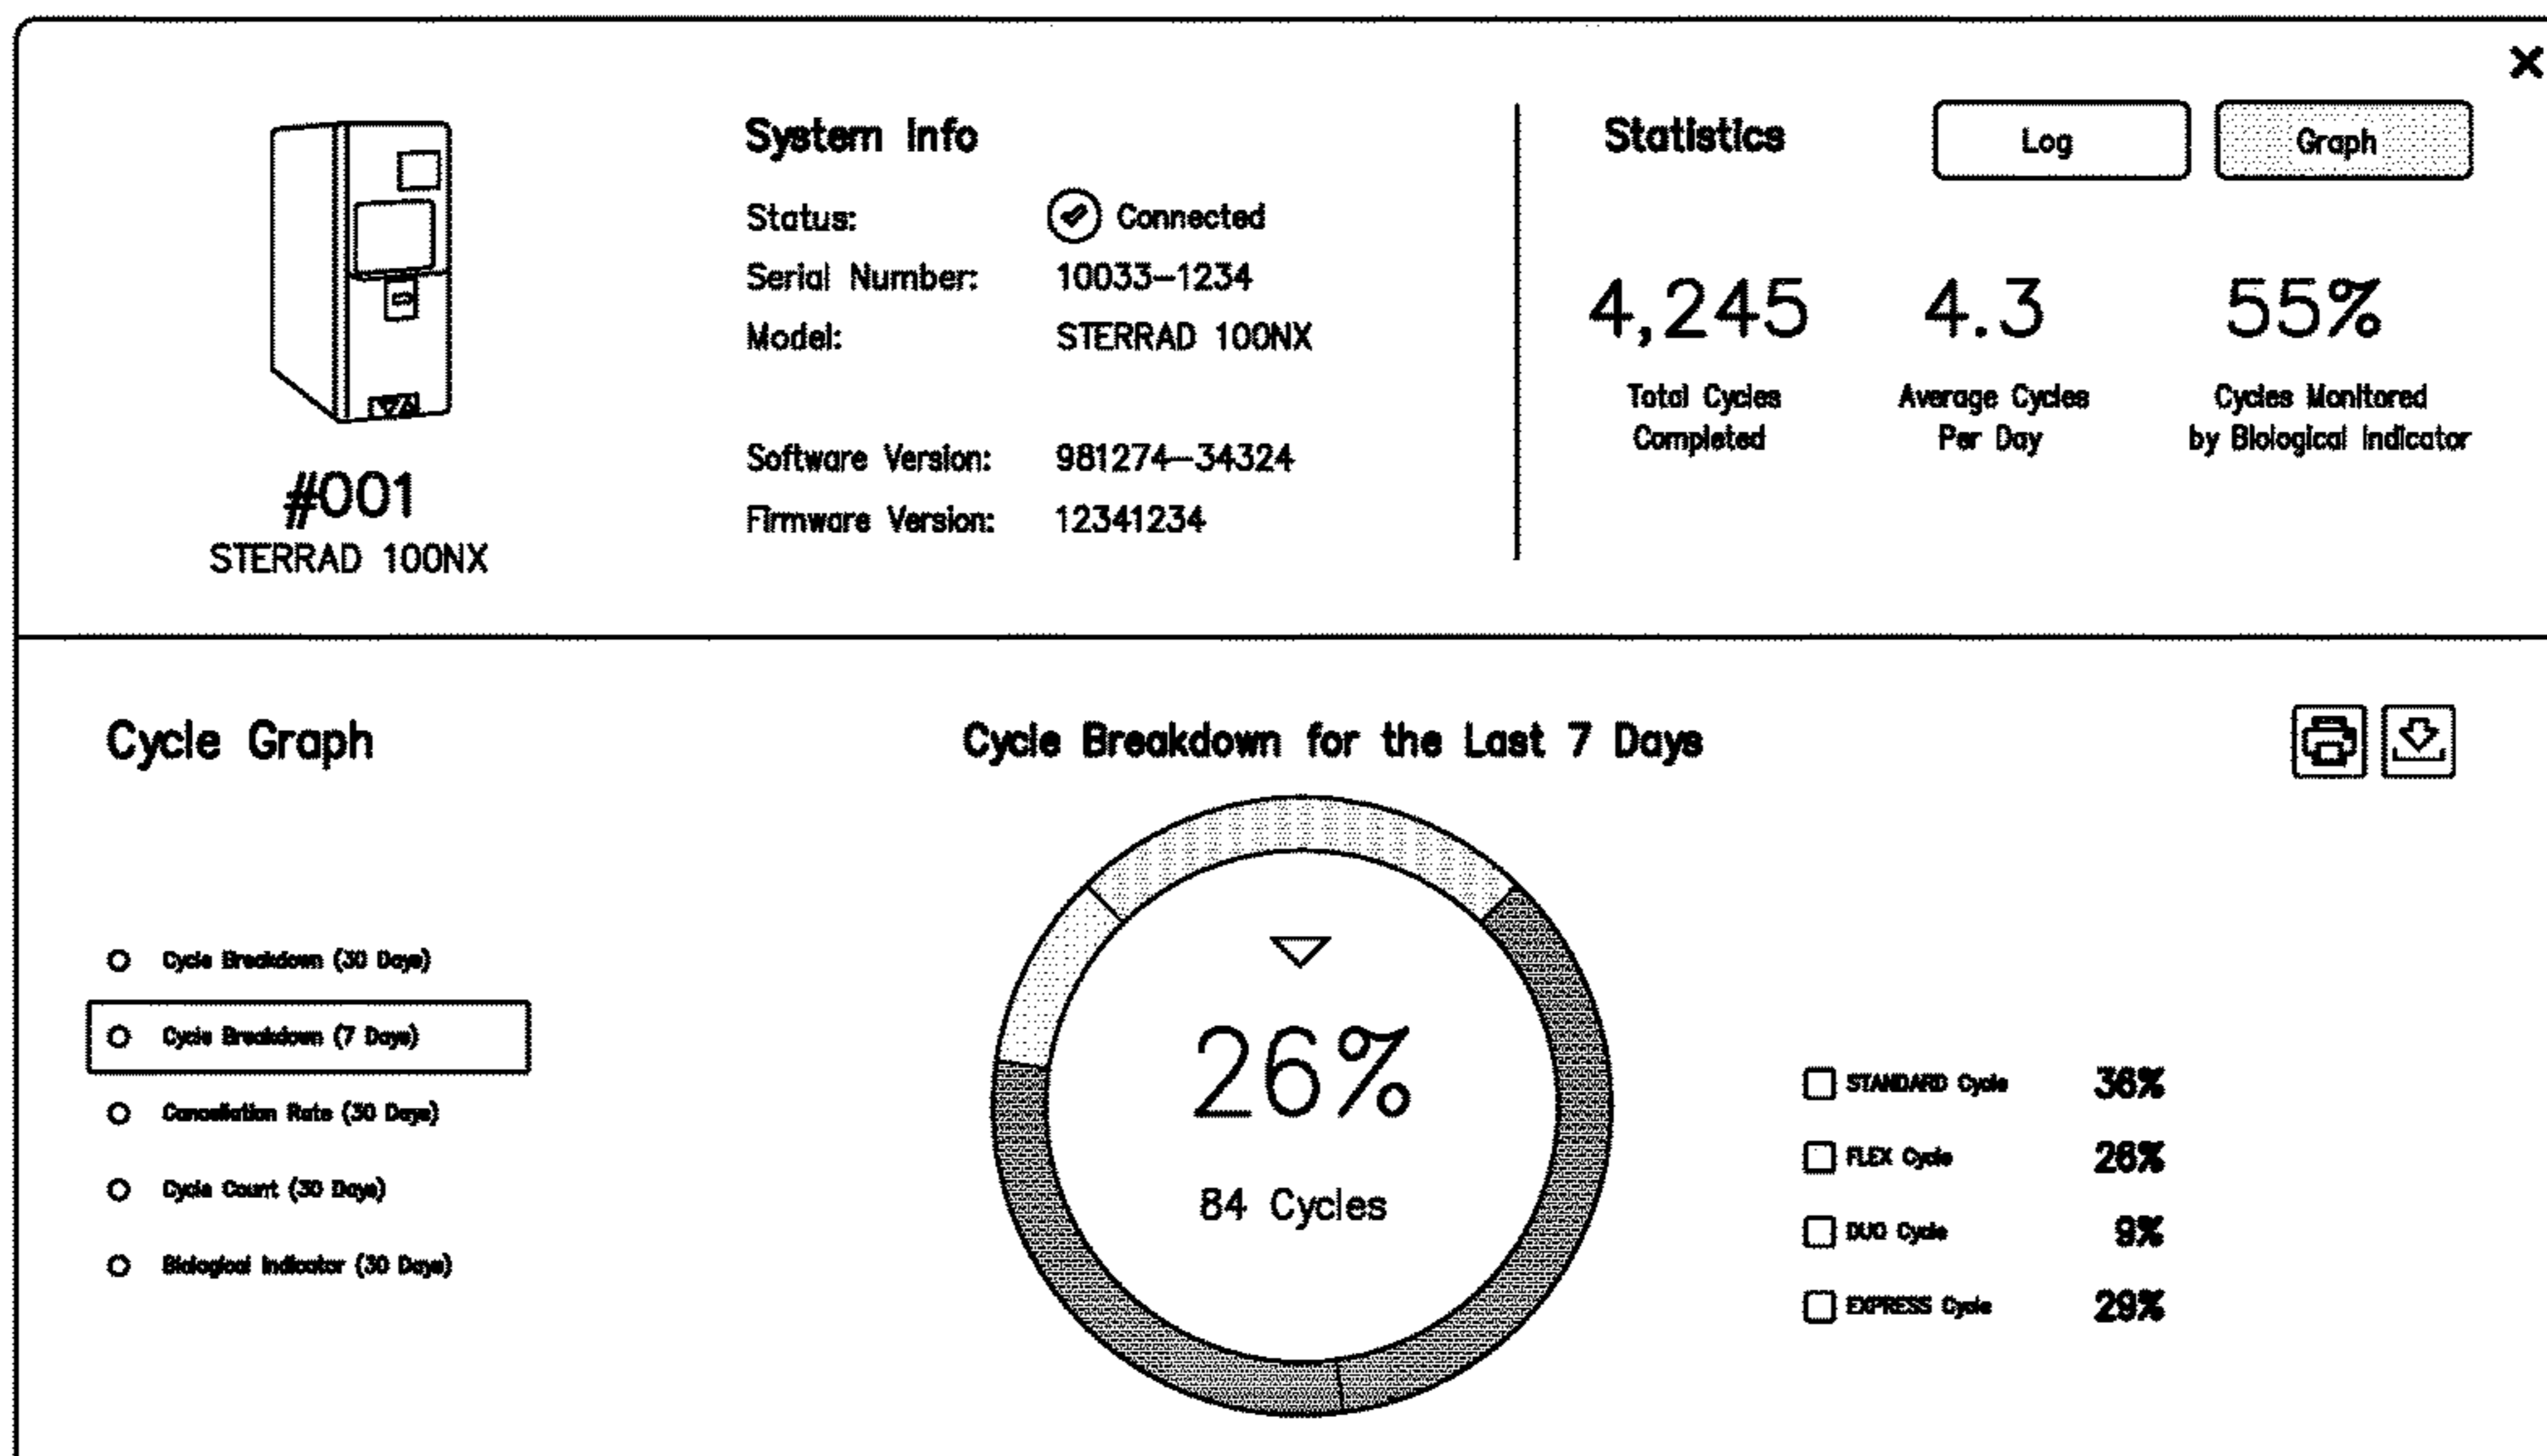 #001
STERRAD 100NX
System Info
Status: Connected
Serial Number: 10033-1234
Model: STERRAD 100NX
Software Version: 981274-34324
Firmware Version: 12341234
Statistics
Log
Graph
4,245
Total Cycles
Completed
4.3
Average Cycles
Per Day
55%
Cycles Monitored
by Biological Indicator
Cycle Graph
Cycle Breakdown (30 Days)
Cycle Breakdown (7 Days)
Cancellation Rate (30 Days)
Cycle Count (30 Days)
Biological Indicator (30 Days)
Cycle Breakdown for the Last 7 Days
26%
84 Cycles
STANDARD Cycle 36%
FLEX Cycle 26%
DUO Cycle 9%
EXPRESS Cycle 29%